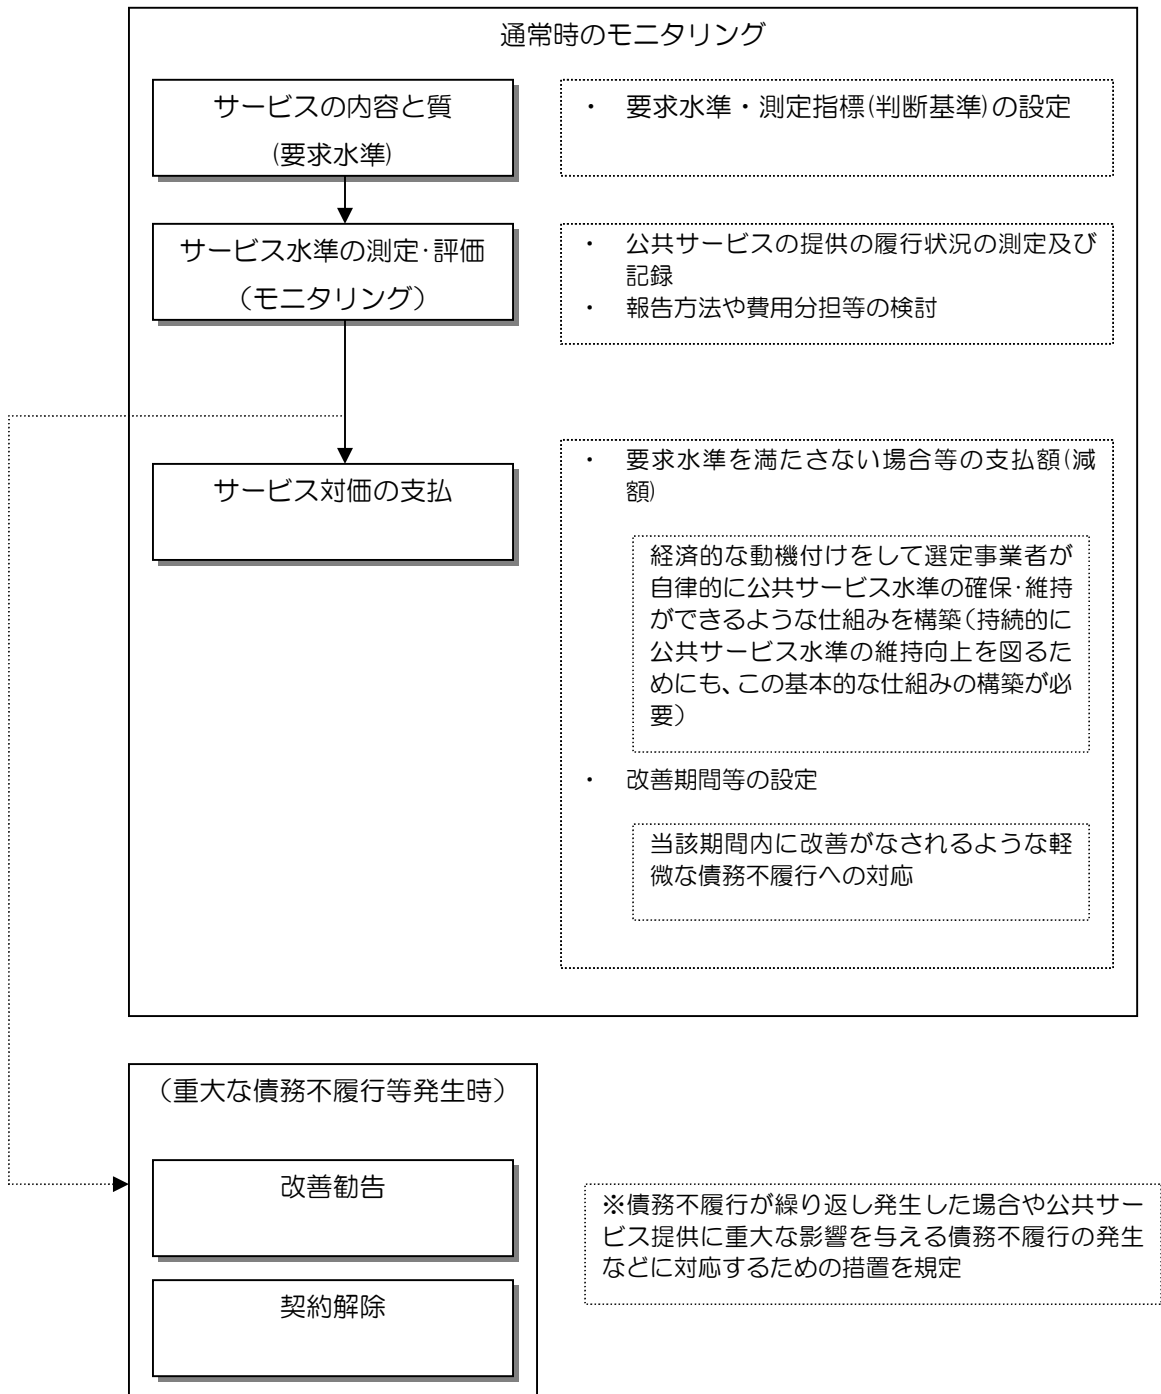 通常時のモニタリング
サービスの内容と質
(要求水準)
・ 要求水準・測定指標(判断基準)の設定
サービス水準の測定・評価
（モニタリング）
・ 公共サービスの提供の履行状況の測定及び
記録
・ 報告方法や費用分担等の検討
サービス対価の支払
・ 要求水準を満たさない場合等の支払額(減
額)
経済的な動機付けをして選定事業者が
自律的に公共サービス水準の確保・維持
ができるような仕組みを構築（持続的に
公共サービス水準の維持向上を図るた
めにも、この基本的な仕組みの構築が必
要）
・ 改善期間等の設定
当該期間内に改善がなされるような軽
微な債務不履行への対応
（重大な債務不履行等発生時）
改善勧告
契約解除
※債務不履行が繰り返し発生した場合や公共サー
ビス提供に重大な影響を与える債務不履行の発生
などに対応するための措置を規定